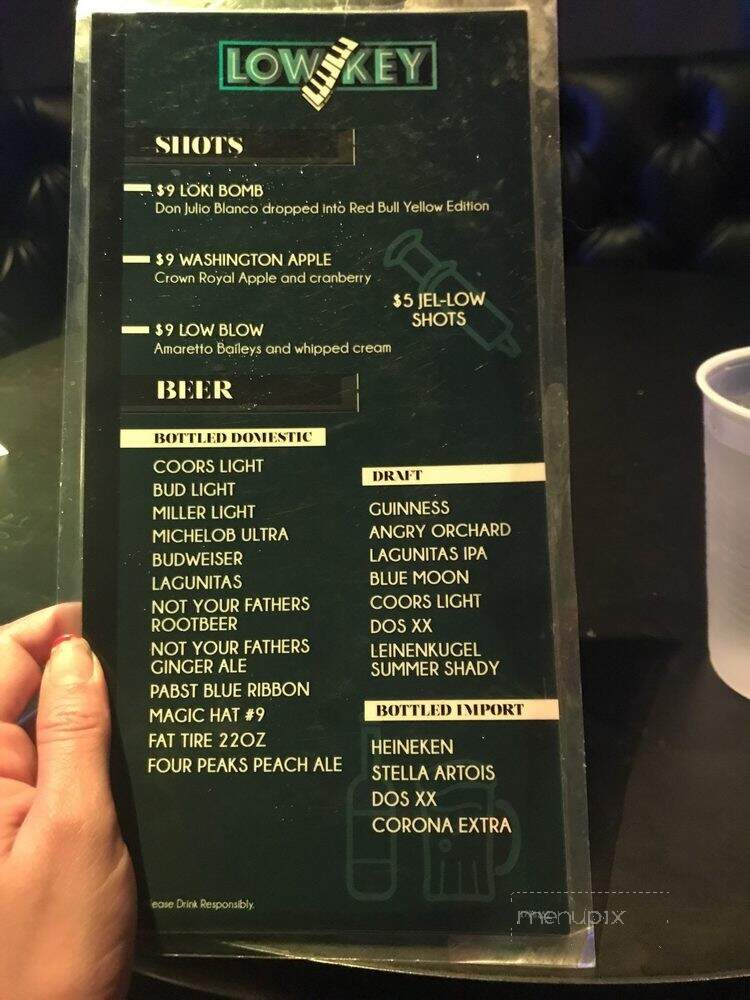 LOW KEY
SHOTS
$9 LOKI BOMB
Don Julio Blanco dropped into Red Bull Yellow Edition
$9 WASHINGTON APPLE
Crown Royal Apple and cranberry
$5 JEL-LOW
SHOTS
$9 LOW BLOW
Amaretto Baileys and whipped cream
BEER
BOTTLED DOMESTIC
COORS LIGHT
BUD LIGHT
MILLER LIGHT
MICHELOB ULTRA
BUDWEISER
LAGUNITAS
NOT YOUR FATHERS
ROOTBEER
NOT YOUR FATHERS
GINGER ALE
PABST BLUE RIBBON
MAGIC HAT #9
FAT TIRE 22OZ
FOUR PEAKS PEACH ALE
DRAFT
GUINNESS
ANGRY ORCHARD
LAGUNITAS IPA
BLUE MOON
COORS LIGHT
DOS XX
LEINENKUGEL
SUMMER SHADY
BOTTLED IMPORT
HEINEKEN
STELLA ARTOIS
DOS XX
CORONA EXTRA
ease Drink Responsibly.
menupix